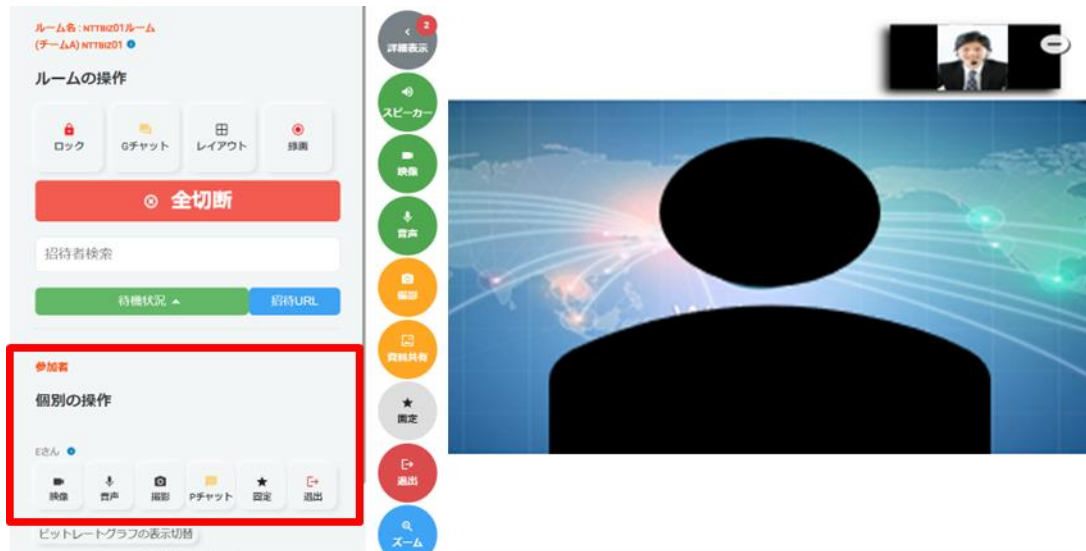 ルーム名 : NTTBIZ01ルーム
(チームA) NTTBIZ01
ルームの操作
ロック
Gチャット
レイアウト
録画
全切断
招待者検索
待機状況
招待URL
参加者
個別の操作
Eさん
映像
音声
撮影
Pチャット
固定
退出
ビットレートグラフの表示切替
2
詳細表示
スピーカー
映像
音声
撮影
資料共有
固定
退出
ズーム